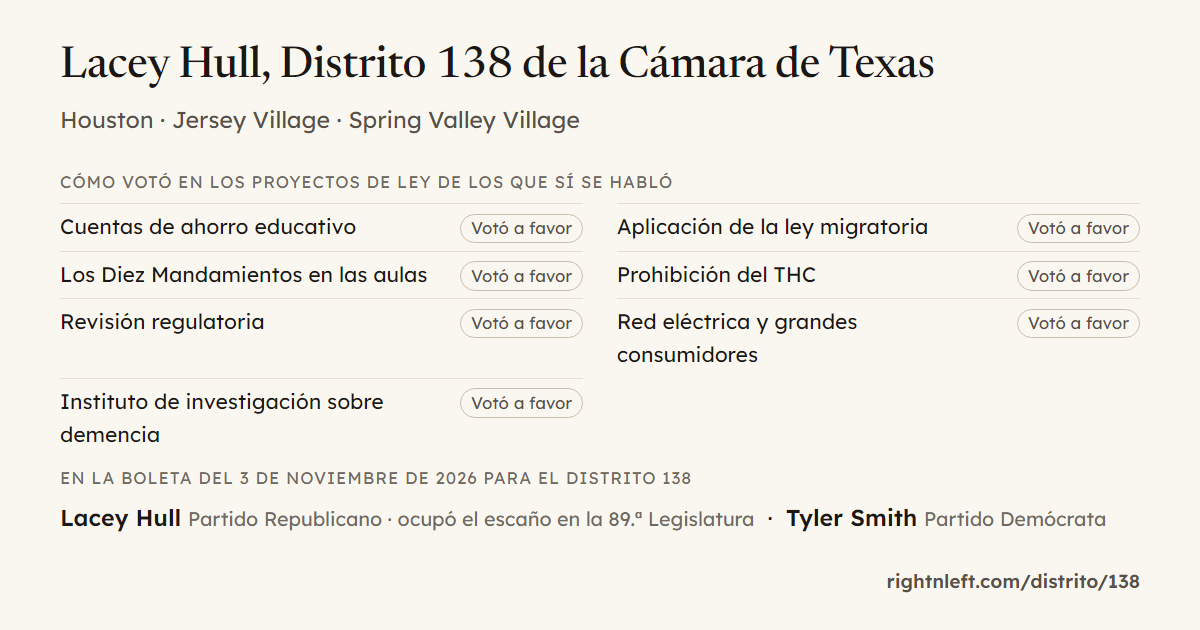 Lacey Hull, Distrito 138 de la Cámara de Texas
Houston · Jersey Village · Spring Valley Village
CÓMO VOTÓ EN LOS PROYECTOS DE LEY DE LOS QUE SÍ SE HABLÓ
Cuentas de ahorro educativo Votó a favor
Aplicación de la ley migratoria Votó a favor
Los Diez Mandamientos en las aulas Votó a favor
Prohibición del THC Votó a favor
Revisión regulatoria Votó a favor
Red eléctrica y grandes Votó a favor
consumidores
Instituto de investigación sobre Votó a favor
demencia
EN LA BOLETA DEL 3 DE NOVIEMBRE DE 2026 PARA EL DISTRITO 138
Lacey Hull Partido Republicano · ocupó el escaño en la 89.ª Legislatura · Tyler Smith Partido Demócrata
rightnleft.com/distrito/138